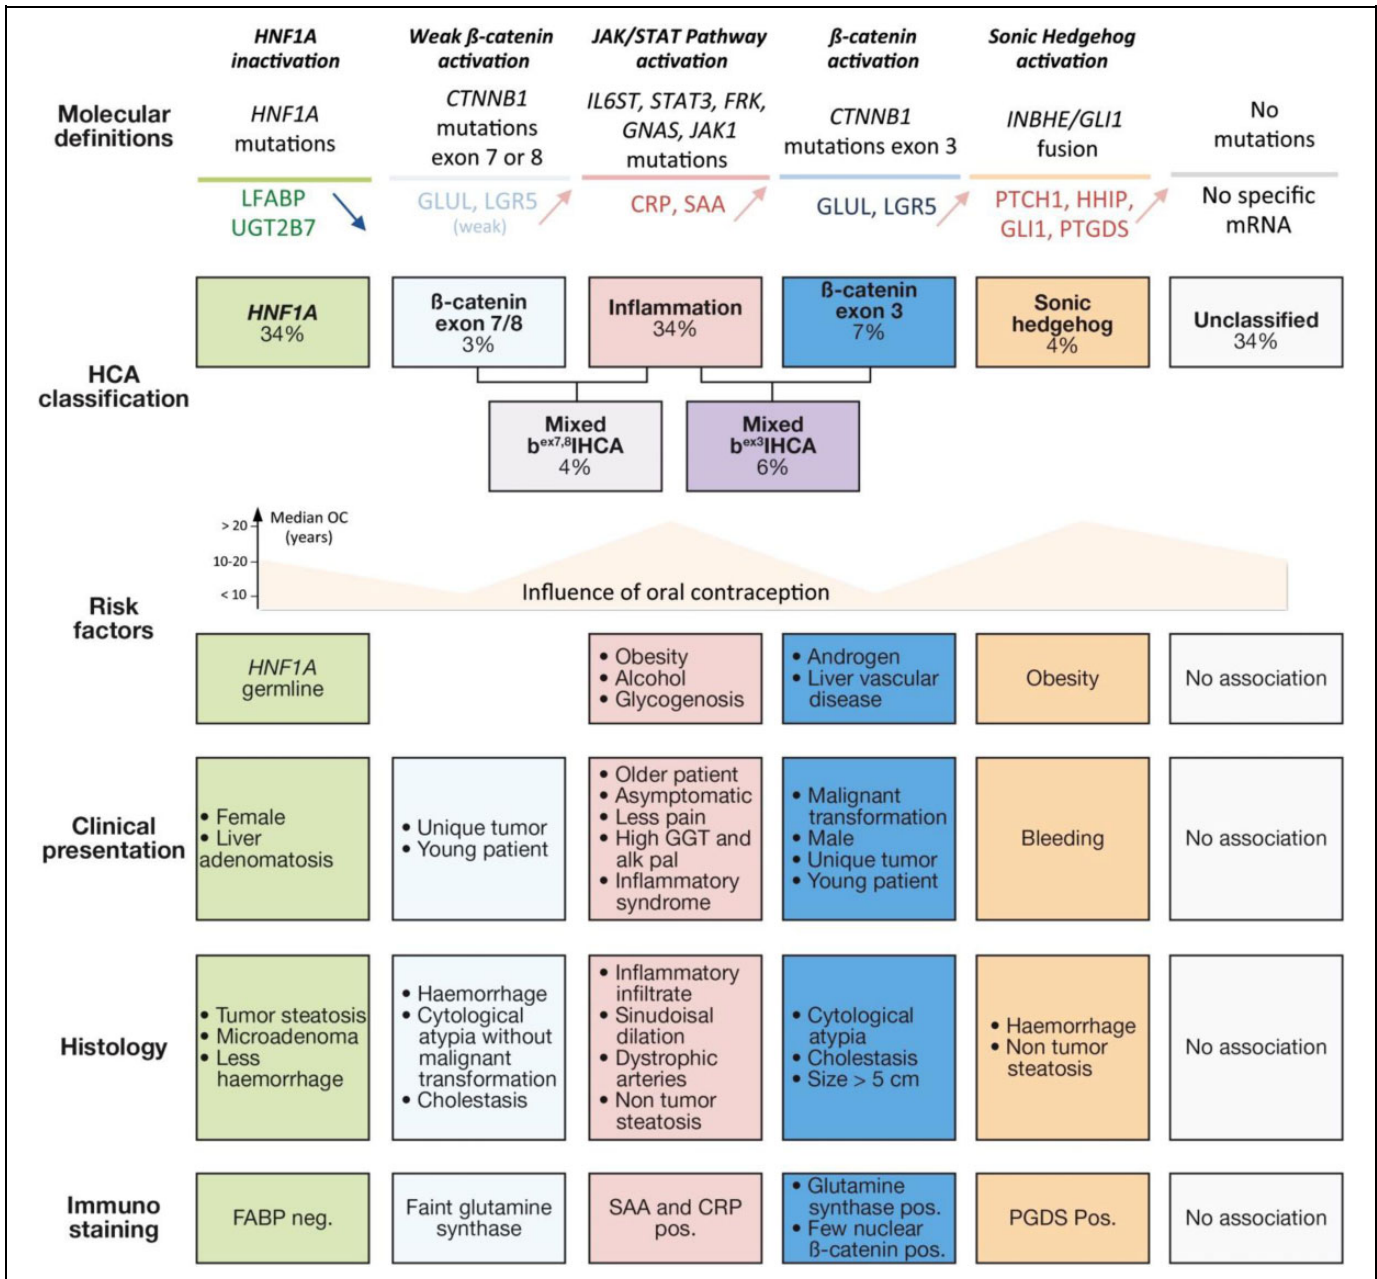 HNF1A
inactivation
Weak ß-catenin
activation
JAK/STAT Pathway
activation
ß-catenin
activation
Sonic Hedgehog
activation
Molecular
definitions
HNF1A
mutations
CTNNB1
mutations
exon 7 or 8
IL6ST, STAT3, FRK,
GNAS, JAK1
mutations
CTNNB1
mutations exon 3
INBHE/GLI1
fusion
No
mutations
LFABP
UGT2B7
GLUL, LGR5
(weak)
CRP, SAA
GLUL, LGR5
PTCH1, HHIP,
GLI1, PTGDS
No specific
mRNA
HCA
classification
HNF1A
34%
ß-catenin
exon 7/8
3%
Inflammation
34%
ß-catenin
exon 3
7%
Sonic
hedgehog
4%
Unclassified
34%
Mixed
bex7,8IHCA
4%
Mixed
bex3IHCA
6%
Risk
factors
> 20
10-20
< 10
Median OC
(years)
Influence of oral contraception
HNF1A
germline
• Obesity
• Alcohol
• Glycogenosis
• Androgen
• Liver vascular
disease
Obesity
No association
Clinical
presentation
• Female
• Liver
adenomatosis
• Unique tumor
• Young patient
• Older patient
• Asymptomatic
• Less pain
• High GGT and
alk pal
• Inflammatory
syndrome
• Malignant
transformation
• Male
• Unique tumor
• Young patient
Bleeding
No association
Histology
• Tumor steatosis
• Microadenoma
• Less
haemorrhage
• Haemorrhage
• Cytological
atypia without
malignant
transformation
• Cholestasis
• Inflammatory
infiltrate
• Sinudoisal
dilation
• Dystrophic
arteries
• Non tumor
steatosis
• Cytological
atypia
• Cholestasis
• Size > 5 cm
• Haemorrhage
• Non tumor
steatosis
No association
Immuno
staining
FABP neg.
Faint glutamine
synthase
SAA and CRP
pos.
• Glutamine
synthase pos.
• Few nuclear
ß-catenin pos.
PGDS Pos.
No association